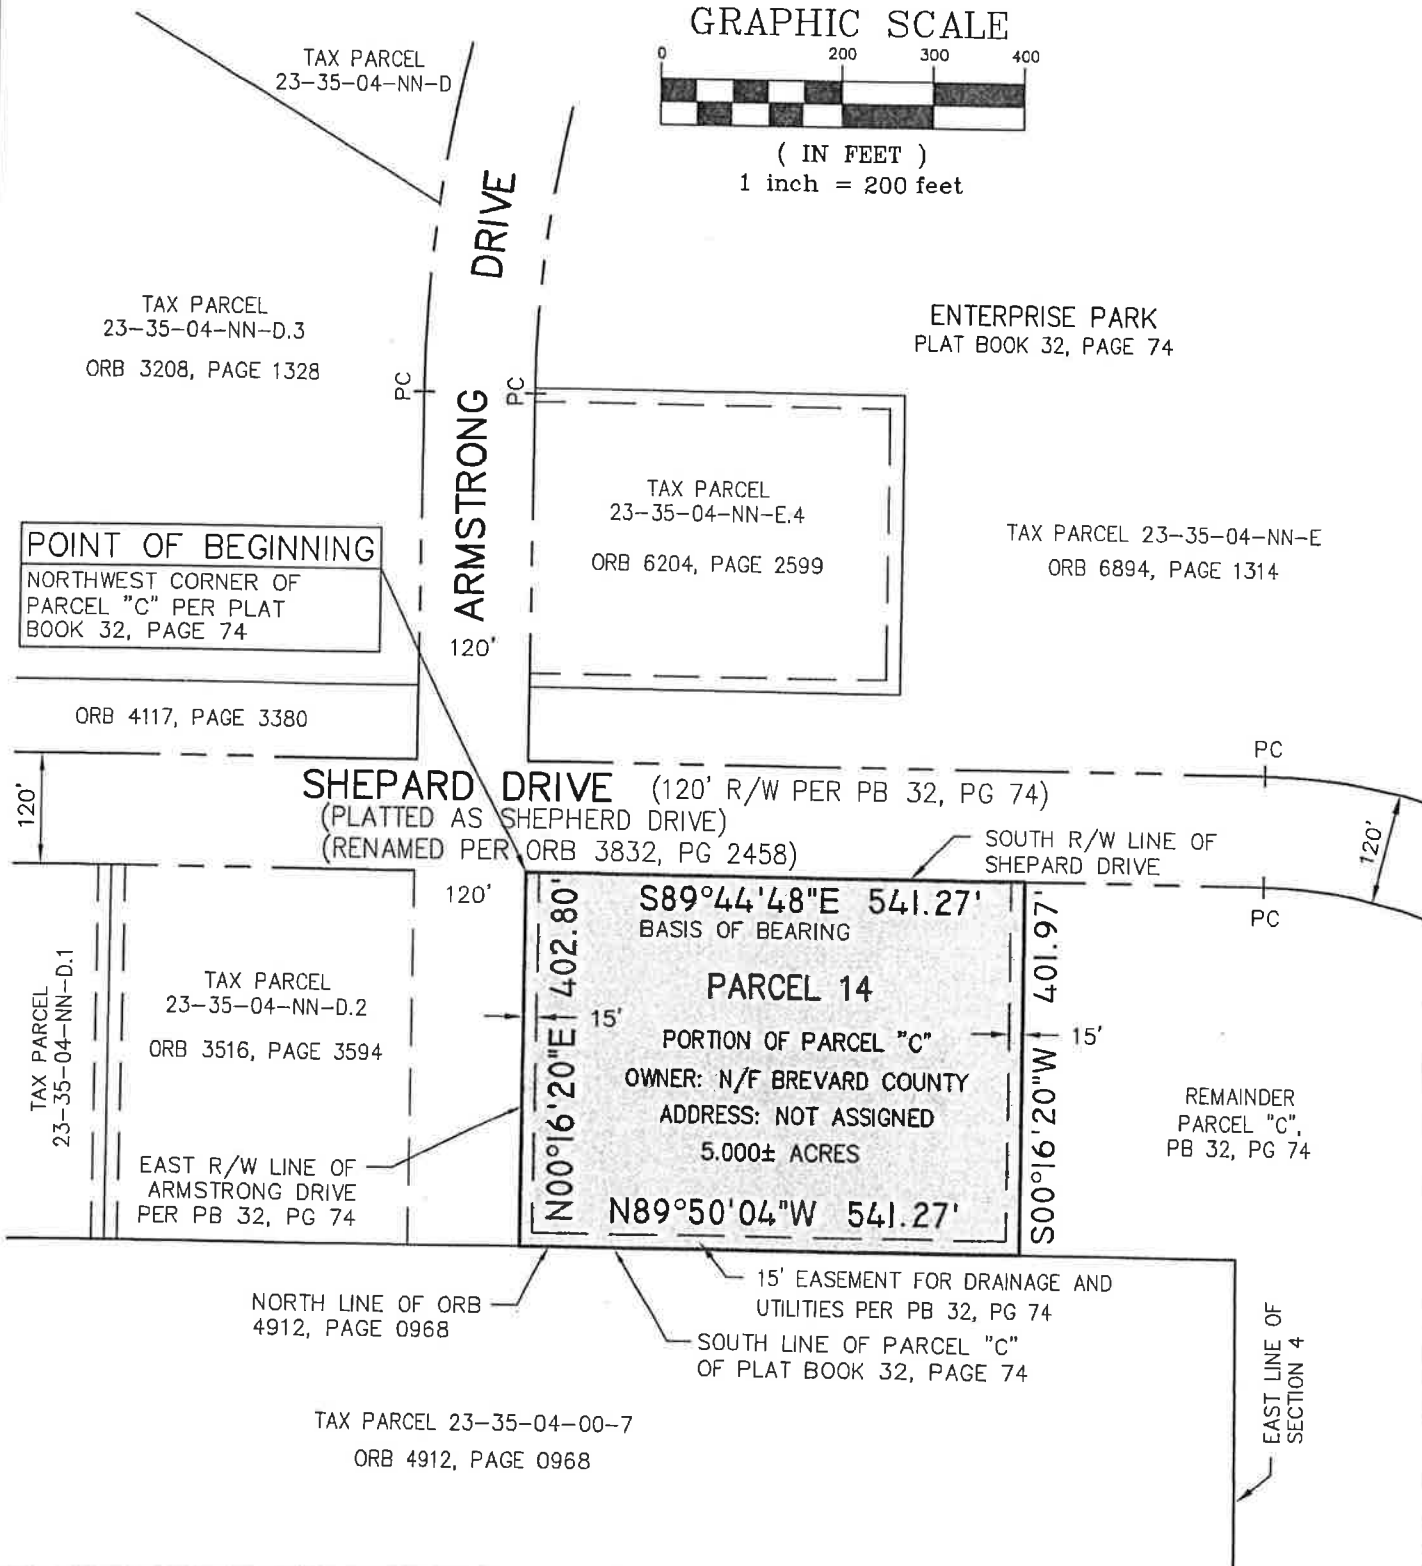 GRAPHIC SCALE
0 200 300 400
( IN FEET )
1 inch = 200 feet
TAX PARCEL
23-35-04-NN-D
ARMSTRONG DRIVE
TAX PARCEL
23-35-04-NN-D.3
ORB 3208, PAGE 1328
ENTERPRISE PARK
PLAT BOOK 32, PAGE 74
PC
PC
TAX PARCEL
23-35-04-NN-E.4
ORB 6204, PAGE 2599
TAX PARCEL 23-35-04-NN-E
ORB 6894, PAGE 1314
POINT OF BEGINNING
NORTHWEST CORNER OF
PARCEL "C" PER PLAT
BOOK 32, PAGE 74
120'
ORB 4117, PAGE 3380
PC
120'
SHEPARD DRIVE (120' R/W PER PB 32, PG 74)
(PLATTED AS SHEPHERD DRIVE)
(RENAMED PER ORB 3832, PG 2458)
SOUTH R/W LINE OF
SHEPARD DRIVE
120'
120'
PC
S89°44'48"E 541.27'
BASIS OF BEARING
N00°16'20"E 402.80'
S00°16'20"W 401.97'
PARCEL 14
15'
15'
PORTION OF PARCEL "C"
OWNER: N/F BREVARD COUNTY
ADDRESS: NOT ASSIGNED
5.000± ACRES
N89°50'04"W 541.27'
TAX PARCEL
23-35-04-NN-D.1
TAX PARCEL
23-35-04-NN-D.2
ORB 3516, PAGE 3594
REMAINDER
PARCEL "C",
PB 32, PG 74
EAST R/W LINE OF
ARMSTRONG DRIVE
PER PB 32, PG 74
15' EASEMENT FOR DRAINAGE AND
UTILITIES PER PB 32, PG 74
NORTH LINE OF ORB
4912, PAGE 0968
SOUTH LINE OF PARCEL "C"
OF PLAT BOOK 32, PAGE 74
EAST LINE OF
SECTION 4
TAX PARCEL 23-35-04-00-7
ORB 4912, PAGE 0968